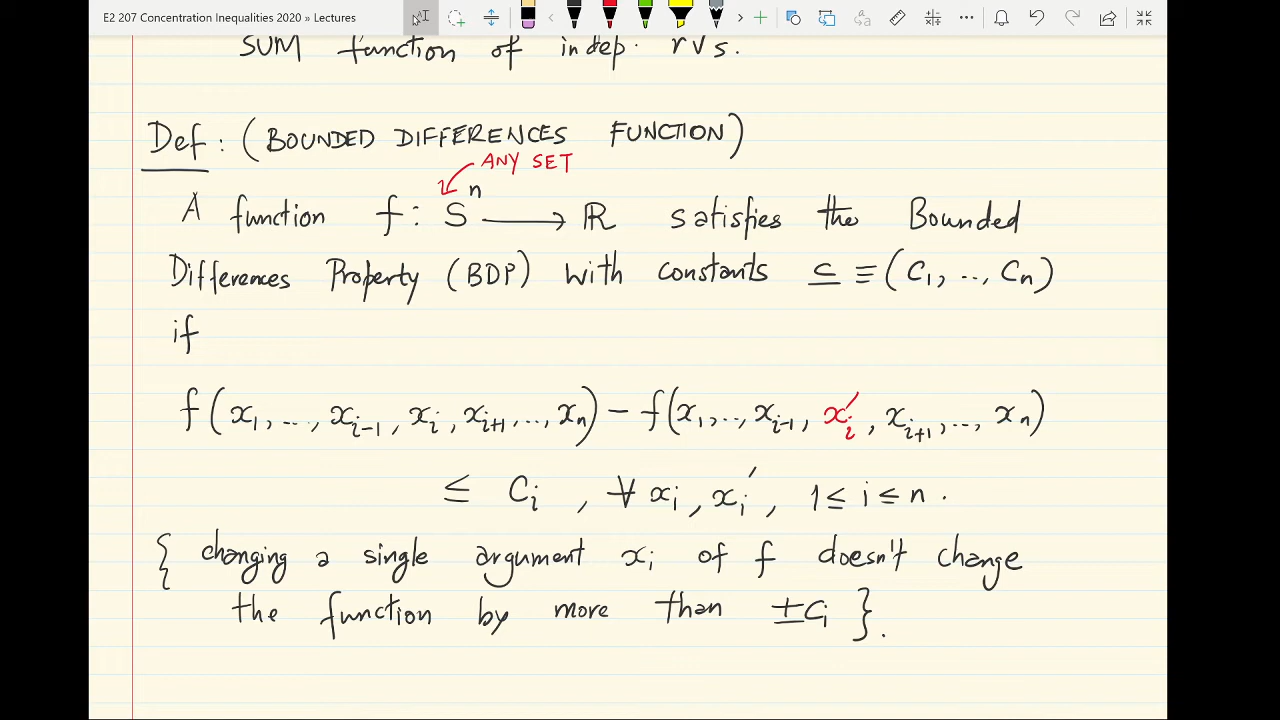 E2 207 Concentration Inequalities 2020 » Lectures
SUM function of indep. rVs.
Def: (BOUNDED DIFFERENCES FUNCTION)
ANY SET
A function f: Sⁿ ⟶ ℝ satisfies the Bounded
Differences Property (BDP) with constants c ≡ (C₁, .., Cₙ)
if
f(x₁, ..., xᵢ₋₁, xᵢ, xᵢ₊₁, .., xₙ) − f(x₁, .., xᵢ₋₁, xᵢ′, xᵢ₊₁, .., xₙ)
≤ Cᵢ , ∀ xᵢ, xᵢ′, 1 ≤ i ≤ n.
{ changing a single argument xᵢ of f doesn't change
the function by more than ±Cᵢ }.